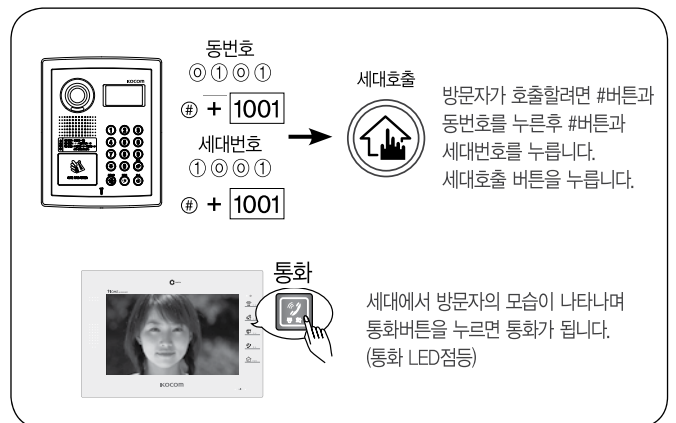 동번호
⓪①⓪①
KOCOM
# + 1001
세대번호
①⓪⓪①
# + 1001
세대호출
방문자가 호출할려면 #버튼과
동번호를 누른후 #버튼과
세대번호를 누릅니다.
세대호출 버튼을 누릅니다.
통화
KOCOM
세대에서 방문자의 모습이 나타나며
통화버튼을 누르면 통화가 됩니다.
(통화 LED점등)